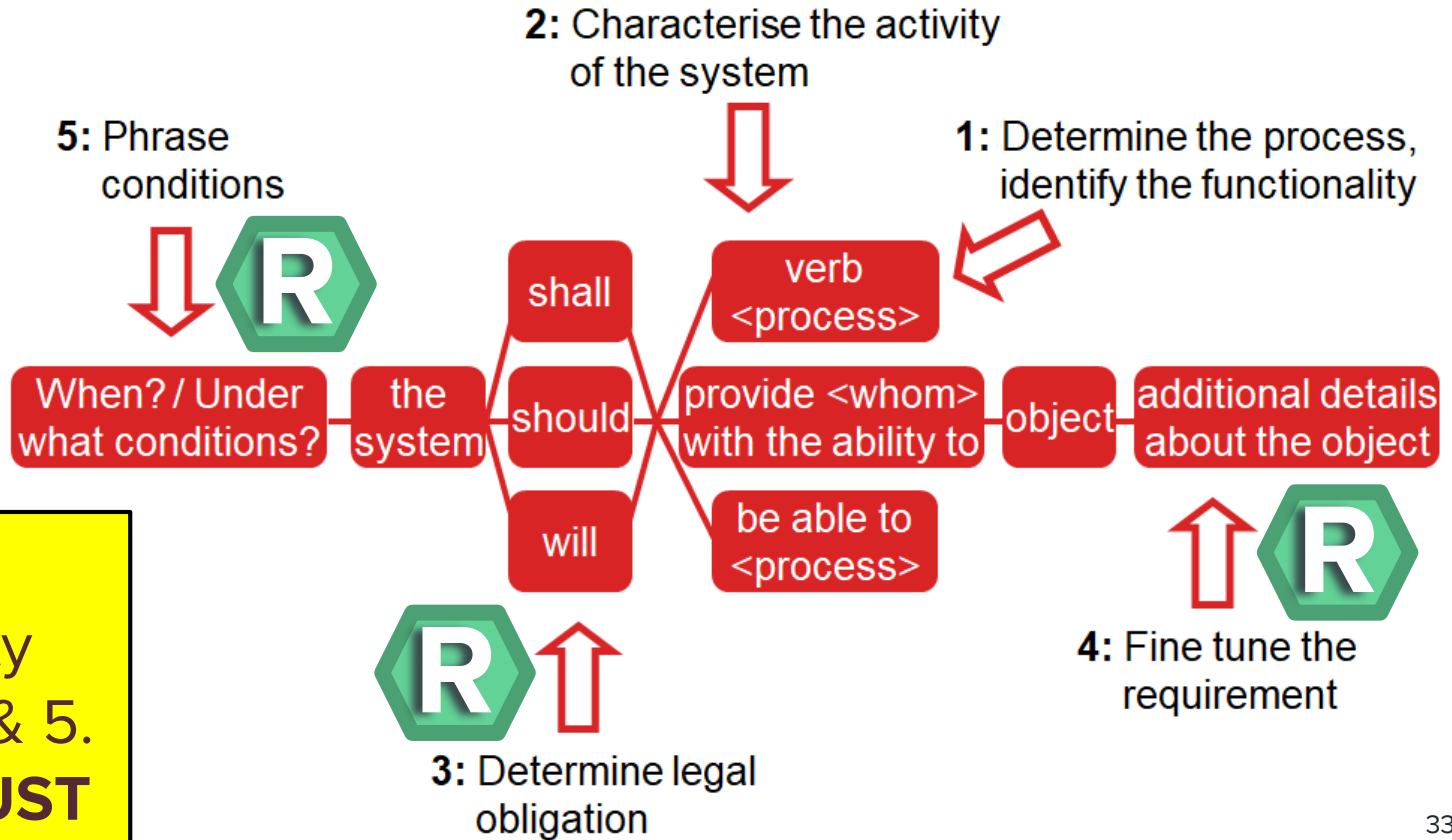 2: Characterise the activity
of the system
5: Phrase
conditions
1: Determine the process,
identify the functionality
R
shall
verb
<process>
When? / Under
what conditions?
the
system
should
provide <whom>
with the ability to
object
additional details
about the object
will
be able to
<process>
R
R
& 5.
4: Fine tune the
requirement
3: Determine legal
obligation
33